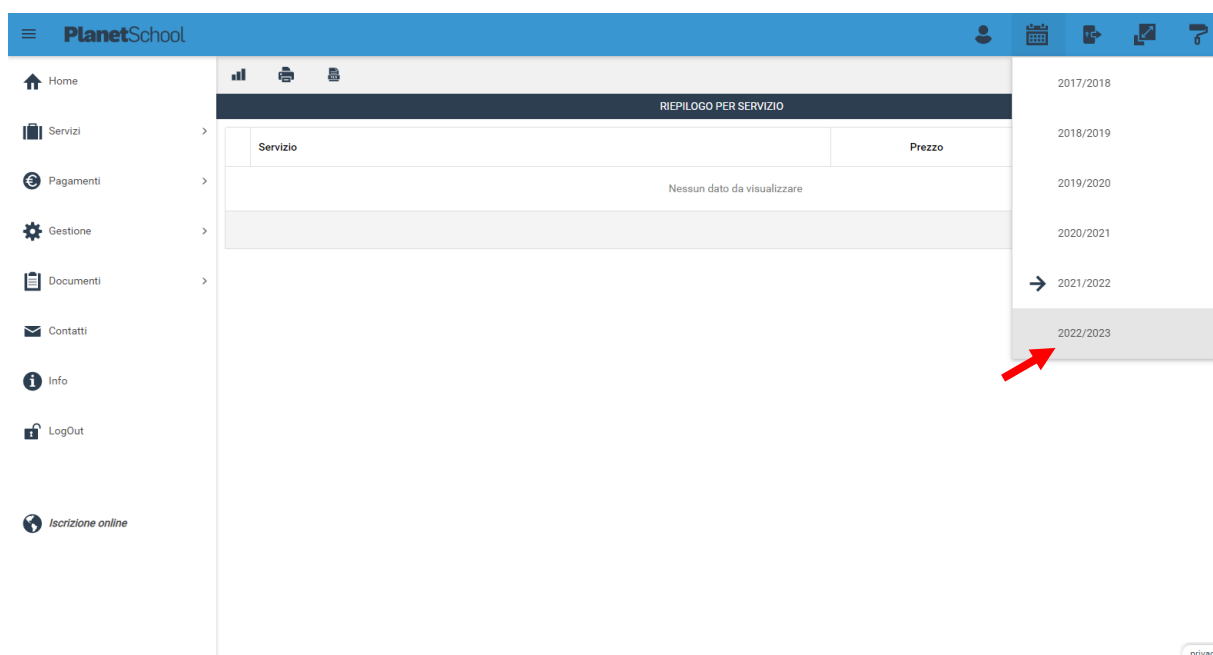 PlanetSchool
Home
Servizi
Pagamenti
Gestione
Documenti
Contatti
Info
LogOut
Iscrizione online
RIEPILOGO PER SERVIZIO
Servizio Prezzo
Nessun dato da visualizzare
2017/2018
2018/2019
2019/2020
2020/2021
2021/2022
2022/2023